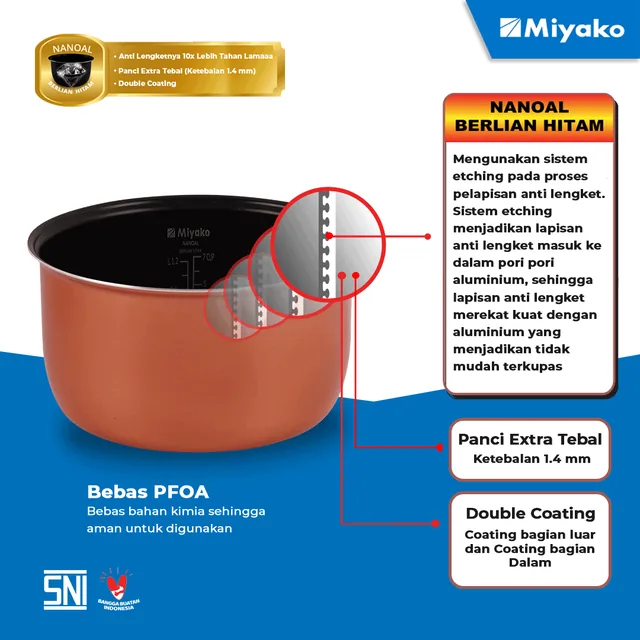 NANOAL
BERLIAN HITAM
• Anti Lengketnya 10x Lebih Tahan Lamaaa
• Panci Extra Tebal (Ketebalan 1.4 mm)
• Double Coating
Miyako
NANOAL
BERLIAN HITAM
Mengunakan sistem
etching pada proses
pelapisan anti lengket.
Sistem etching
menjadikan lapisan
anti lengket masuk ke
dalam pori pori
aluminium, sehingga
lapisan anti lengket
merekat kuat dengan
aluminium yang
menjadikan tidak
mudah terkupas
Miyako
NANOAL
Panci Extra Tebal
Ketebalan 1.4 mm
Double Coating
Coating bagian luar
dan Coating bagian
Dalam
Bebas PFOA
Bebas bahan kimia sehingga
aman untuk digunakan
SNI
BANGGA BUATAN
INDONESIA